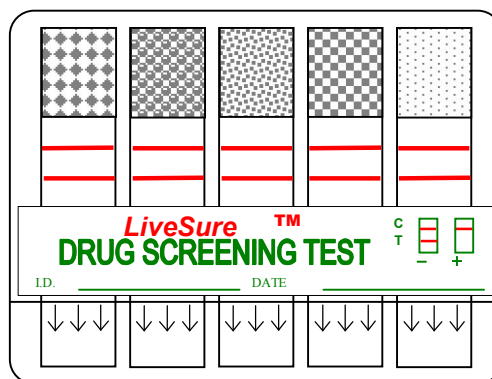 LiveSure ™
DRUG SCREENING TEST
C
T
− +
I.D. DATE